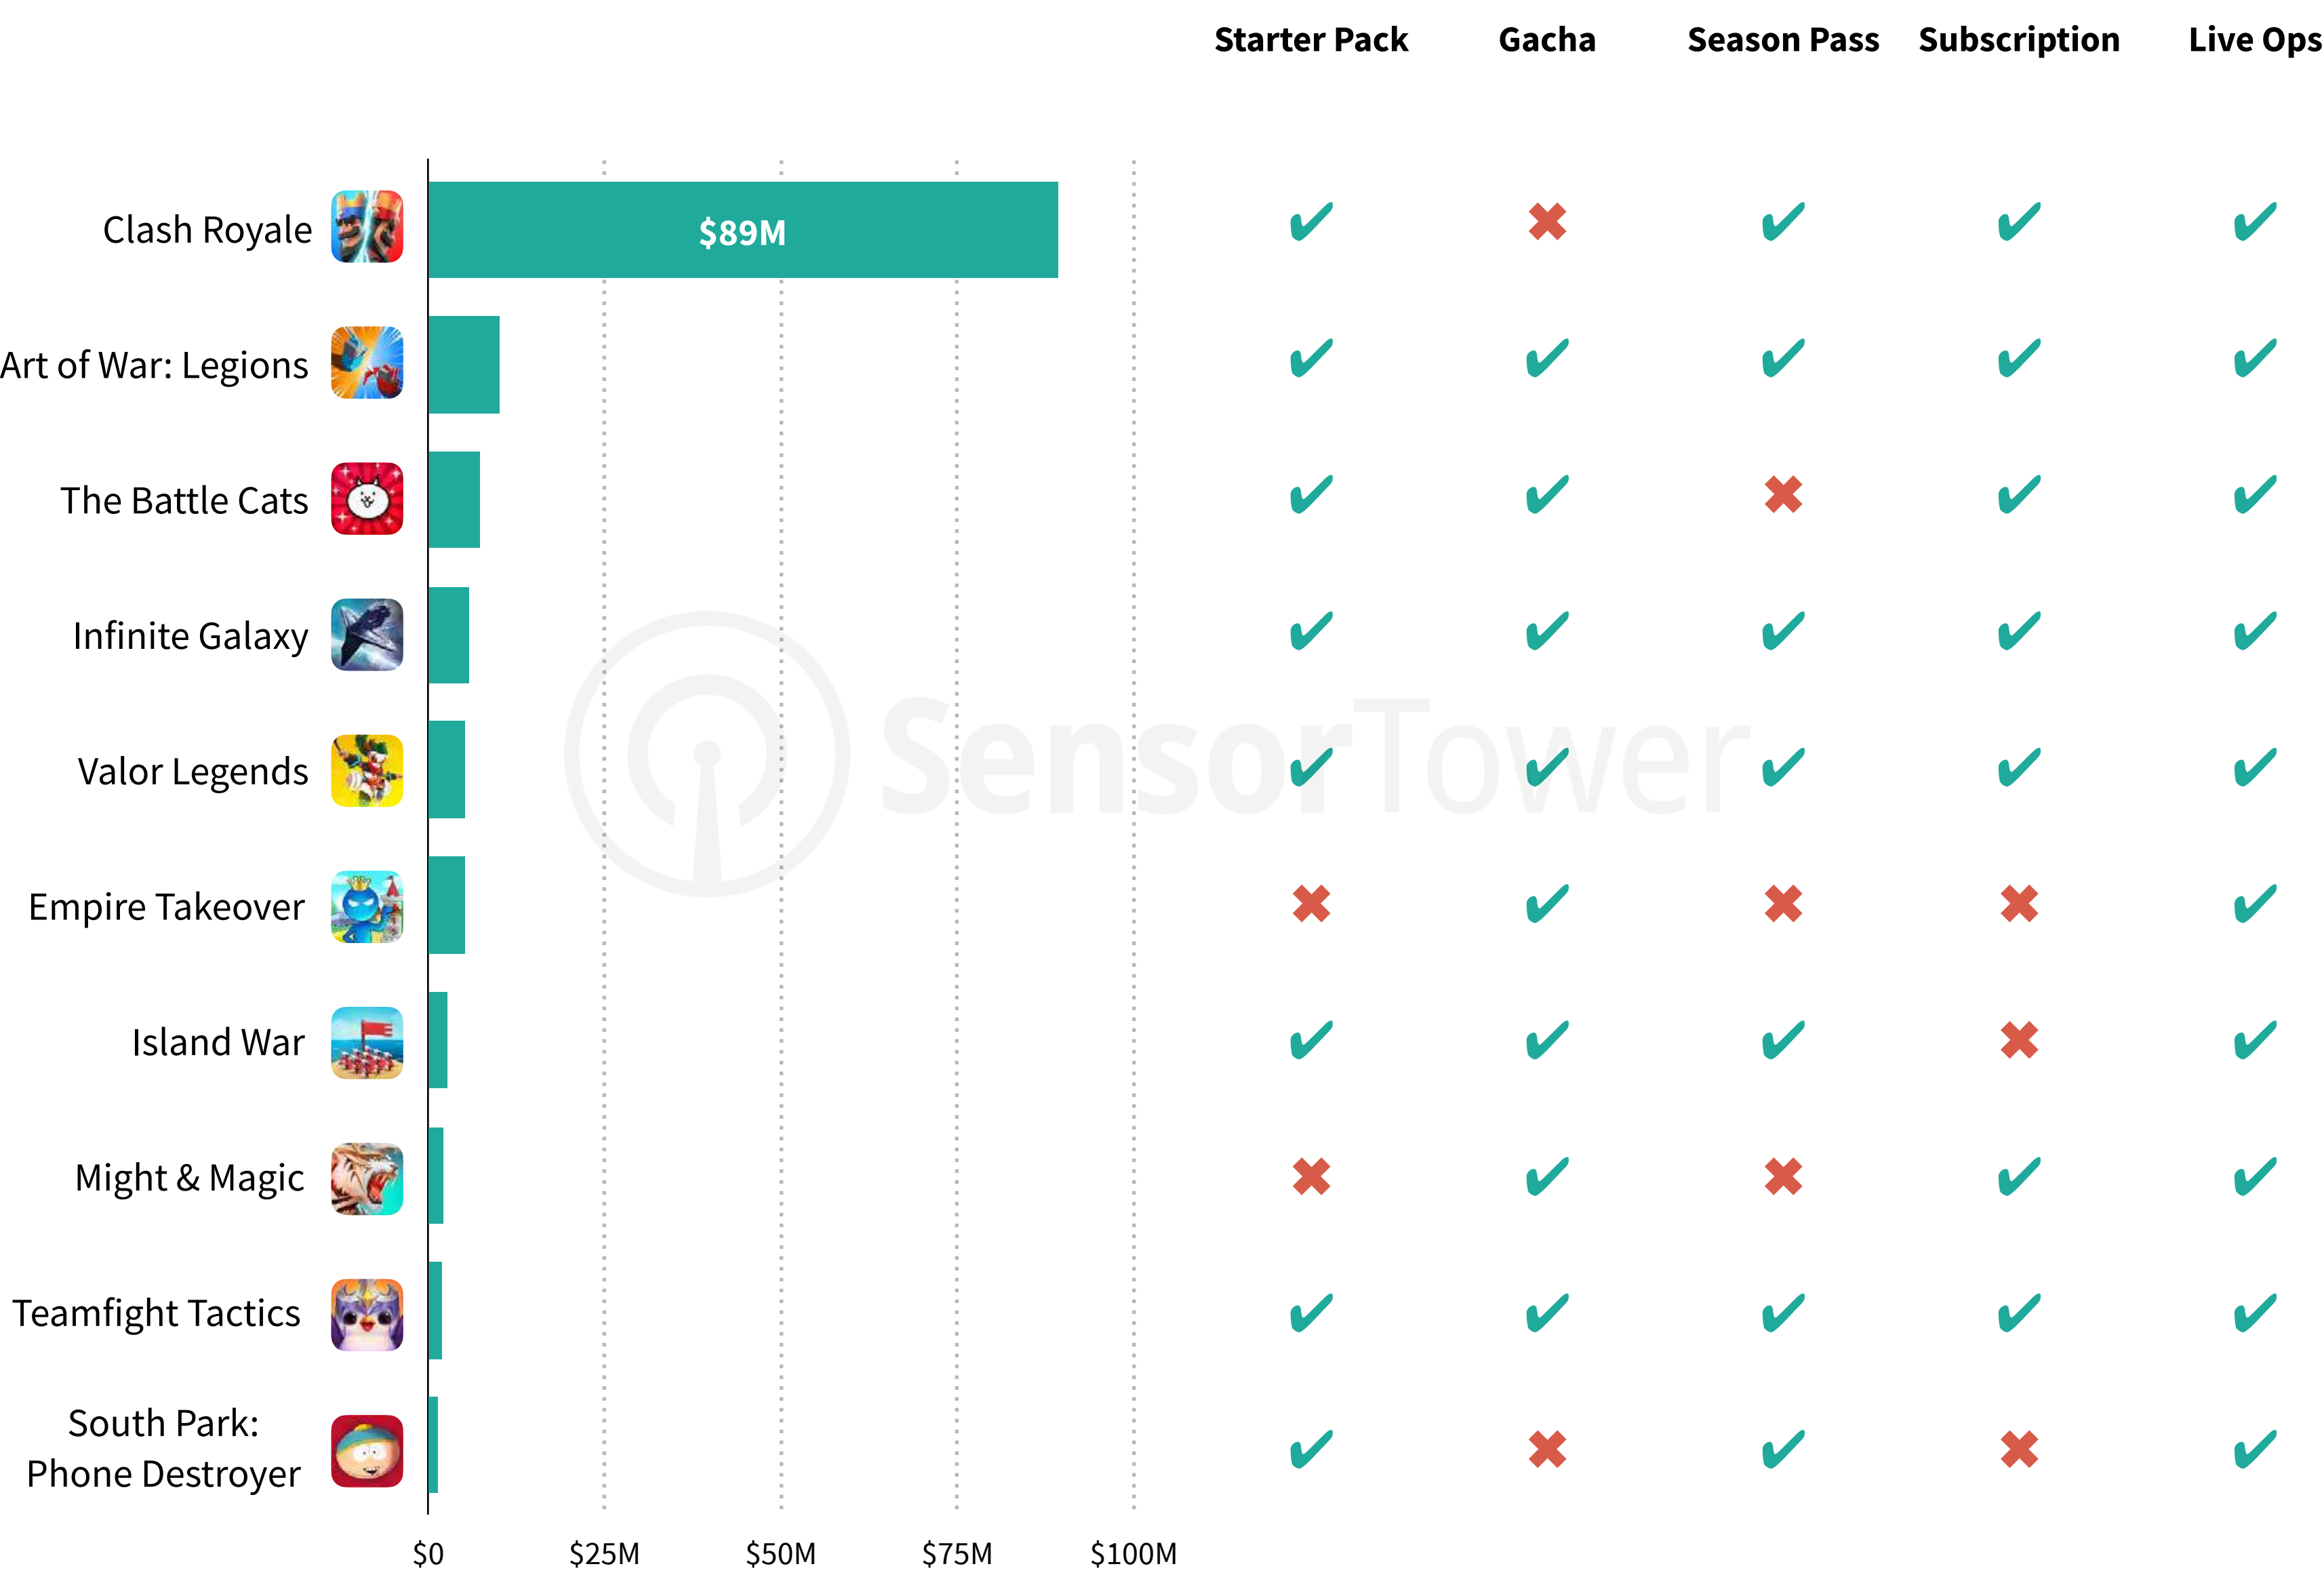 Starter Pack Gacha Season Pass Subscription Live Ops
Clash Royale $89M
Art of War: Legions
The Battle Cats
Infinite Galaxy
SensorTower
Valor Legends
Empire Takeover
Island War
Might & Magic
Teamfight Tactics
South Park:
Phone Destroyer
$0 $25M $50M $75M $100M